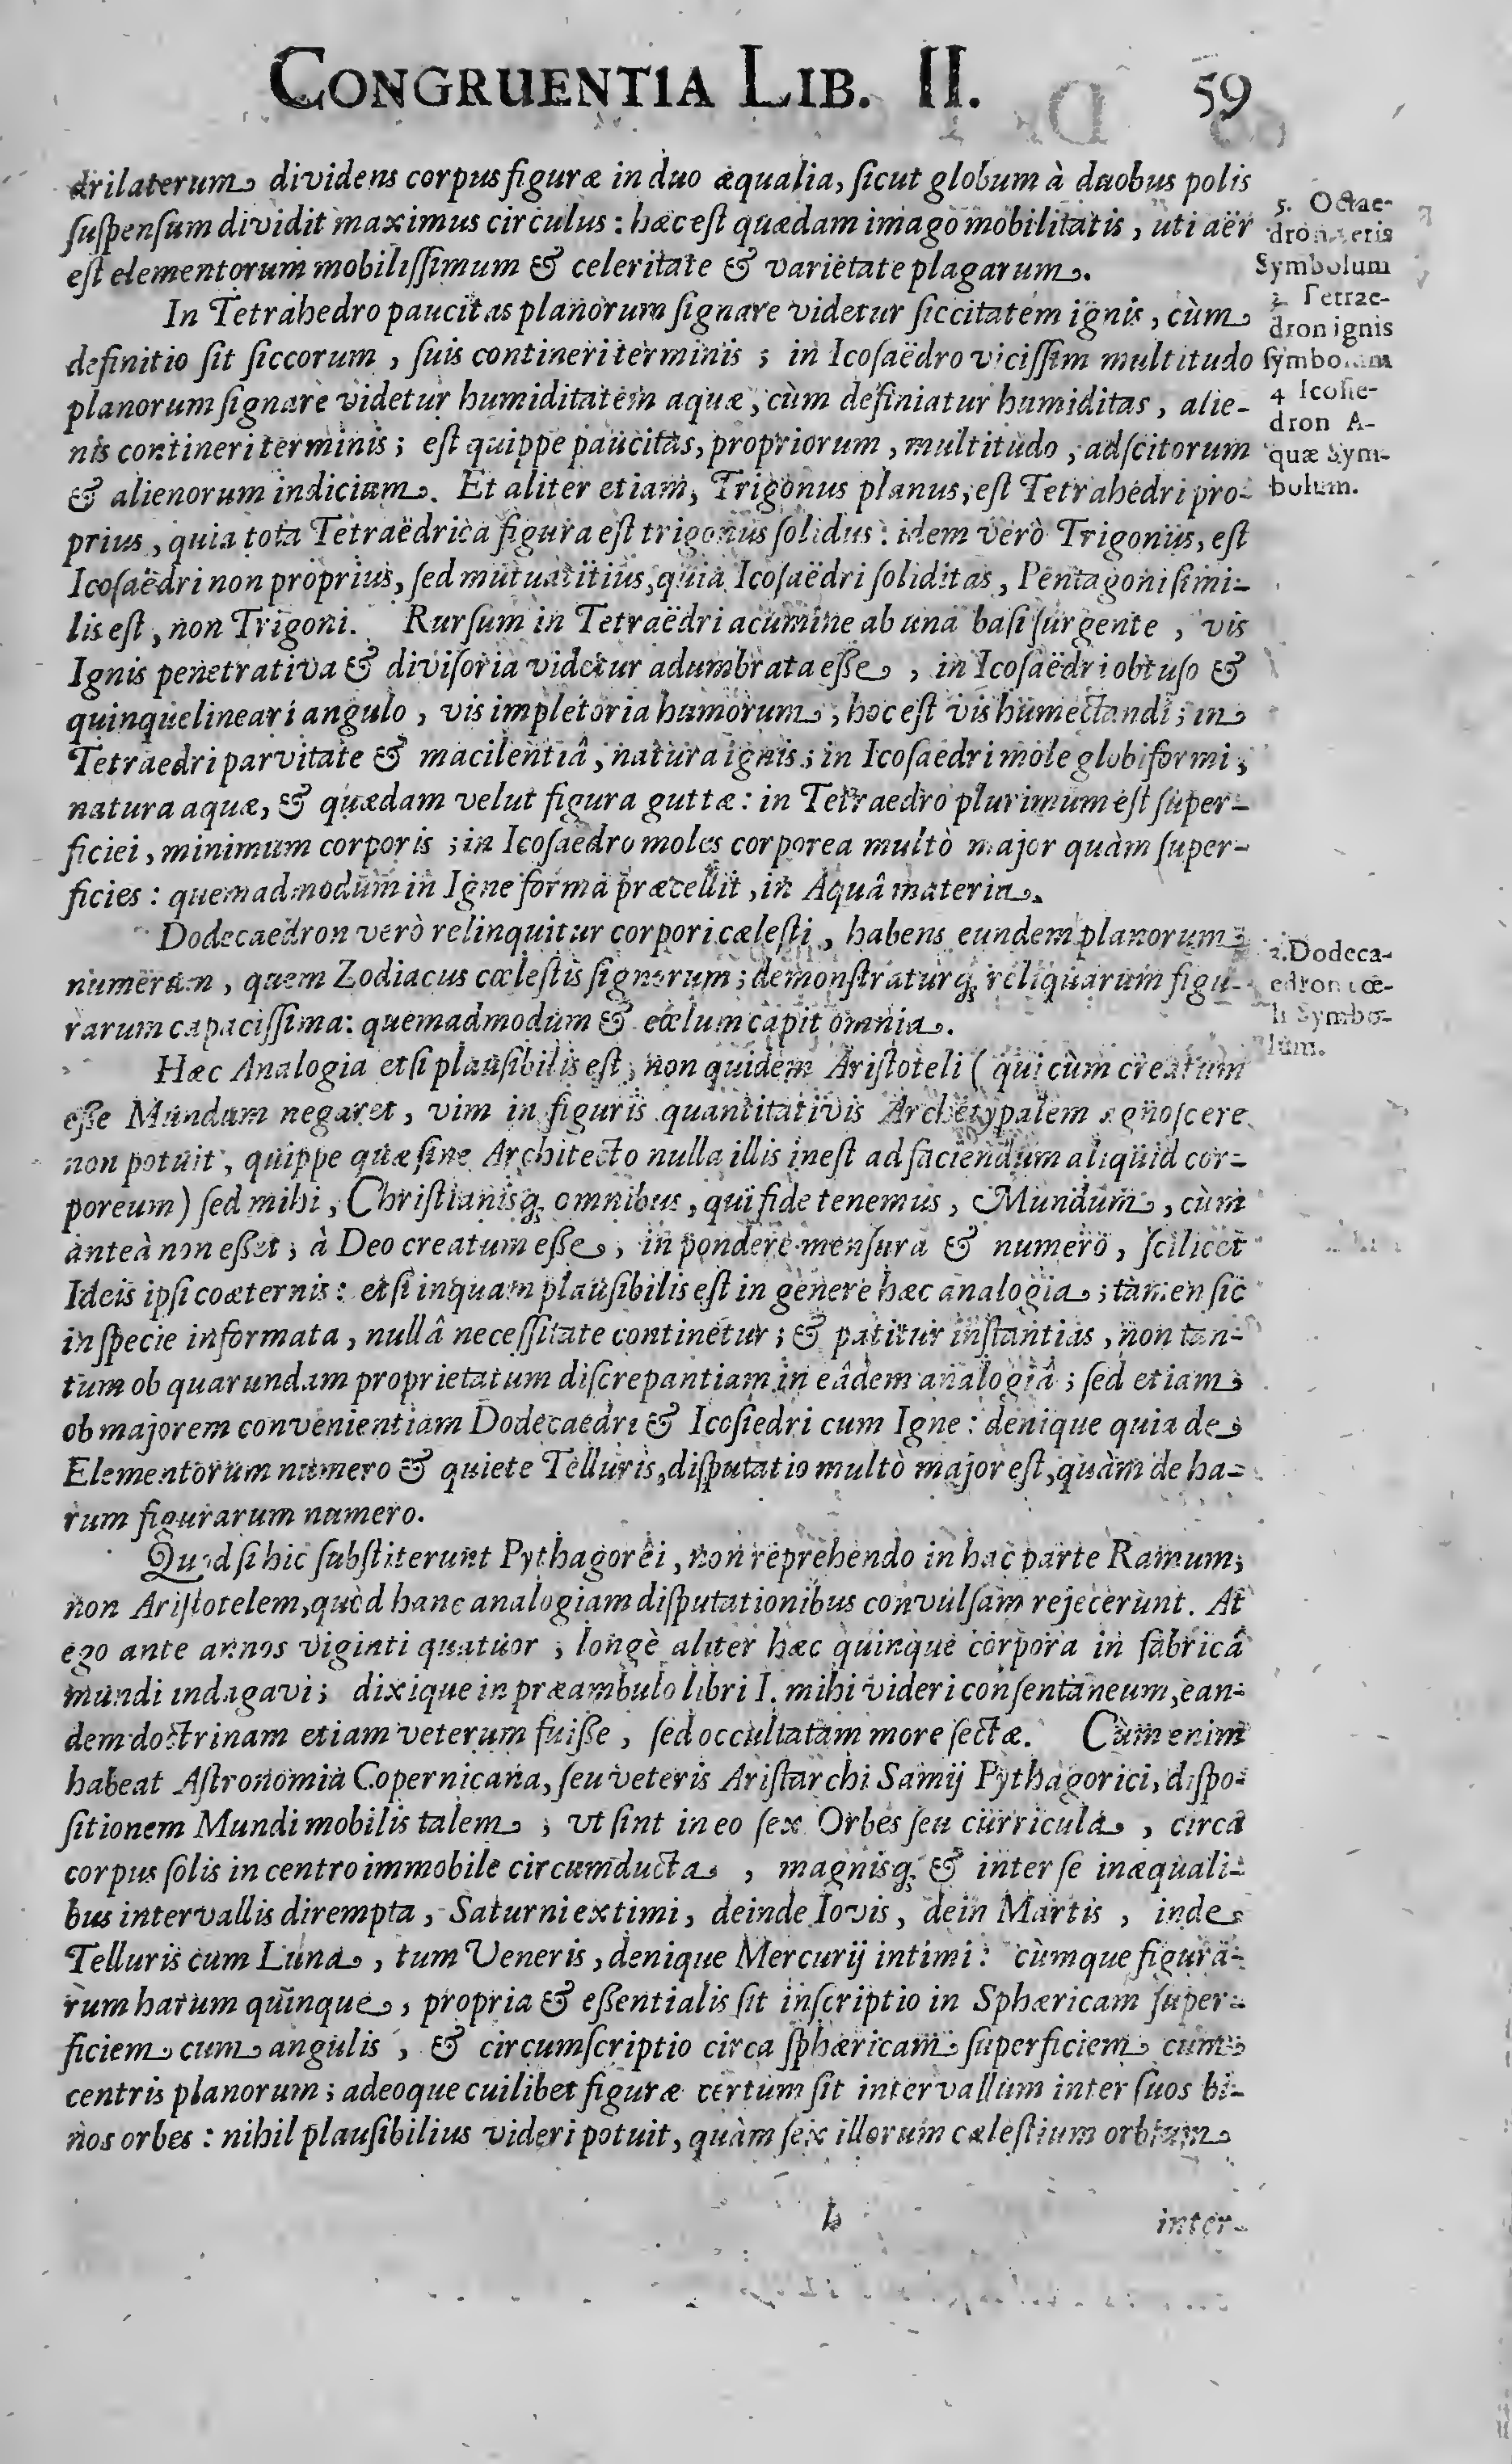 CONGRUENTIA LIB. II. 59
drilaterum dividens corpus figuræ in duo æqualia, ſicut globum à duobus polis
ſuſpenſum dividit maximus circulus: hæc eſt quædam imago mobilitatis, uti aër
eſt elementorum mobiliſſimum & celeritate & varietate plagarum.
In Tetrahedro paucitas planorum ſignare videtur ſiccitatem ignis, cùm
definitio ſit ſiccorum, ſuis contineri terminis; in Icoſaëdro viciſſim multitudo
planorum ſignare videtur humiditatem aquæ, cùm definiatur humiditas, alie-
nis contineri terminis; eſt quippe paucitas, propriorum, multitudo, adſcitorum
& alienorum indicium. Et aliter etiam, Trigonus planus, eſt Tetrahedri pro-
prius, quia tota Tetraëdrica figura eſt trigonus ſolidus: idem verò Trigonus, eſt
Icoſaëdri non proprius, ſed mutuatitius, quia Icoſaëdri ſoliditas, Pentagoni ſimi-
lis eſt, non Trigoni. Rurſum in Tetraëdri acumine ab unâ baſi ſurgente, vis
Ignis penetrativa & diviſoria videtur adumbrata eſſe, in Icoſaëdri obtuſo &
quinquelineari angulo, vis impletoria humorum, hoc eſt vis humectandi; in
Tetraedri parvitate & macilentiâ, natura ignis; in Icoſaedri mole globiformi,
natura aquæ, & quædam velut figura guttæ: in Tetraedro plurimum eſt ſuper-
ficiei, minimum corporis; in Icoſaedro moles corporea multò major quàm ſuper-
ficies: quemadmodum in Igne forma præcellit, in Aquâ materia.
Dodecaëdron verò relinquitur corpori cæleſti, habens eundem planorum
numerum, quem Zodiacus cœleſtis ſignorum; demonſtraturq; reliquarum figu-
rarum capaciſſima: quemadmodum & cœlum capit omnia.
Hæc Analogia etſi plauſibilis eſt, non quidem Ariſtoteli (qui cùm creatum
eſſe Mundum negaret, vim in figuris quantitativis Archetypalem agnoſcere
non potuit, quippe quæ ſine Architecto nulla illis ineſt ad faciendum aliquid cor-
poreum) ſed mihi, Chriſtianisq; omnibus, qui fide tenemus, Mundum, cùm
anteà non eſſet, à Deo creatum eſſe, in pondere menſura & numero, ſcilicet
Ideis ipſi coæternis: etſi inquam plauſibilis eſt in genere hæc analogia; tamen ſic
in ſpecie informata, nullâ neceſſitate continetur; & patitur inſtantias, non tan-
tum ob quarundam proprietatum diſcrepantiam in eâdem analogiâ; ſed etiam
ob majorem convenientiam Dodecaedri & Icoſiedri cum Igne: denique quia de
Elementorum numero & quiete Telluris, diſputatio multò major eſt, quàm de ha-
rum figurarum numero.
Quod ſi hic ſubſtiterunt Pythagorêi, non reprehendo in hac parte Ramum,
non Ariſtotelem, quòd hanc analogiam diſputationibus convulſam rejecerunt. At
ego ante annos viginti quatuor, longè aliter hæc quinque corpora in fabricâ
mundi indagavi; dixique in præambulo libri I. mihi videri conſentaneum, ean-
dem doctrinam etiam veterum fuiſſe, ſed occultatam more ſectæ. Cùm enim
habeat Aſtronomia Copernicana, ſeu veteris Ariſtarchi Samij Pythagorici, diſpo-
ſitionem Mundi mobilis talem, ut ſint in eo ſex Orbes ſeu curricula, circa
corpus ſolis in centro immobile circumducta, magnisq; & inter ſe inæquali-
bus intervallis dirempta, Saturni extimi, deinde Iovis, dein Martis, inde
Telluris cum Luna, tum Veneris, denique Mercurij intimi: cùmque figura-
rum harum quinque, propria & eſſentialis ſit inſcriptio in Sphæricam ſuper-
ficiem cum angulis, & circumſcriptio circa ſphæricam ſuperficiem cum
centris planorum; adeoque cuilibet figuræ certum ſit intervallum inter ſuos bi-
nos orbes: nihil plauſibilius videri potuit, quàm ſex illorum cæleſtium orbium
h inter-
5. Octae-
dron aeris
Symbolum
3. Tetrae-
dron ignis
ſymbolum
4 Icoſie-
dron A-
quæ Sym-
bolum.
2. Dodeca-
edron cœ-
li Symbo-
lum.